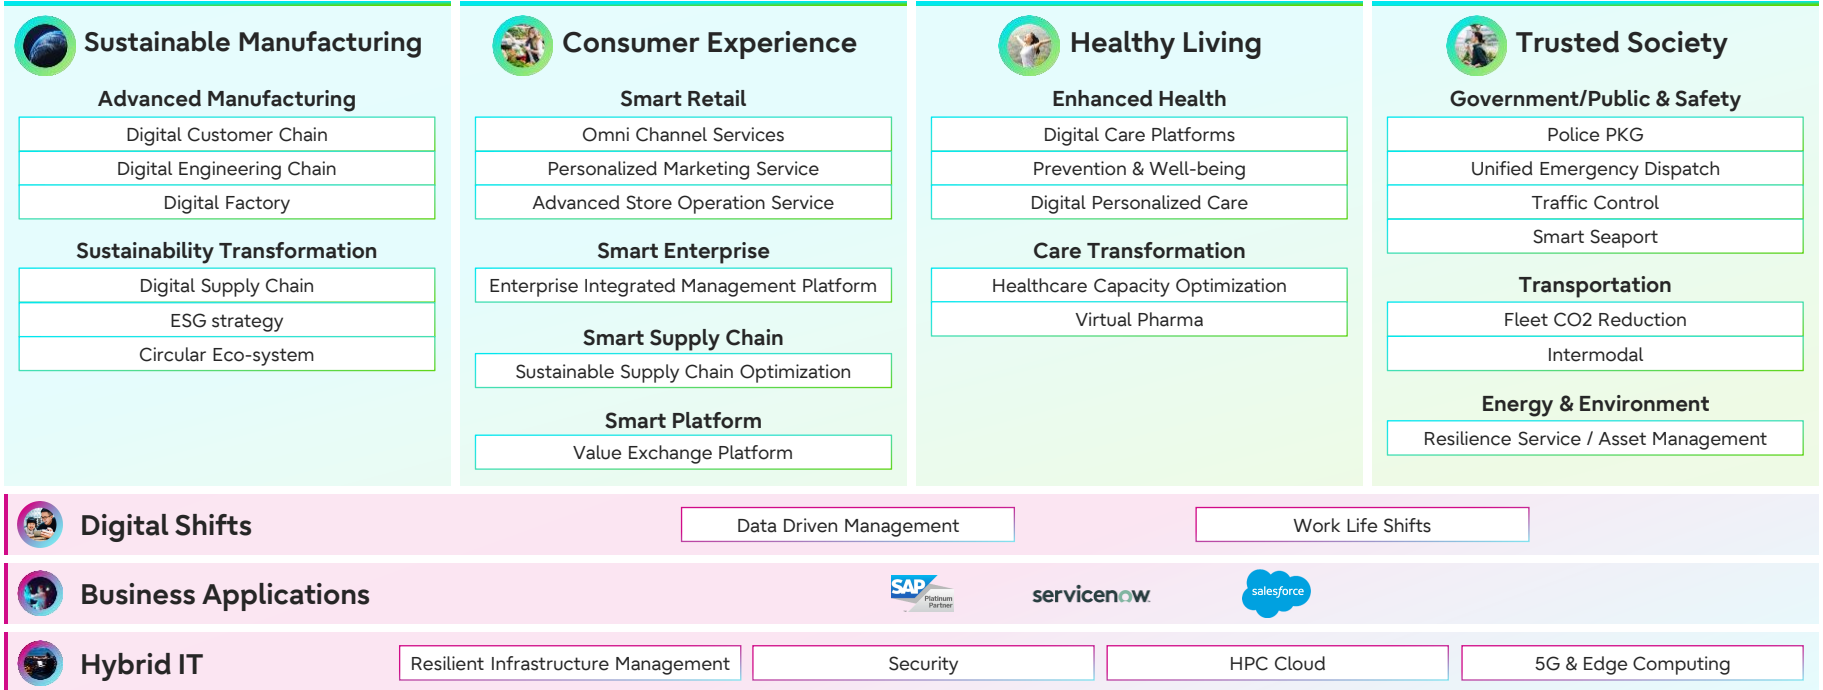 Sustainable Manufacturing
Advanced Manufacturing
Digital Customer Chain
Digital Engineering Chain
Digital Factory
Sustainability Transformation
Digital Supply Chain
ESG strategy
Circular Eco-system
Consumer Experience
Smart Retail
Omni Channel Services
Personalized Marketing Service
Advanced Store Operation Service
Smart Enterprise
Enterprise Integrated Management Platform
Smart Supply Chain
Sustainable Supply Chain Optimization
Smart Platform
Value Exchange Platform
Healthy Living
Enhanced Health
Digital Care Platforms
Prevention & Well-being
Digital Personalized Care
Care Transformation
Healthcare Capacity Optimization
Virtual Pharma
Trusted Society
Government/Public & Safety
Police PKG
Unified Emergency Dispatch
Traffic Control
Smart Seaport
Transportation
Fleet CO2 Reduction
Intermodal
Energy & Environment
Resilience Service / Asset Management
Digital Shifts
Data Driven Management
Work Life Shifts
Business Applications
SAP
Platinum
Partner
servicenow
salesforce
Hybrid IT
Resilient Infrastructure Management
Security
HPC Cloud
5G & Edge Computing